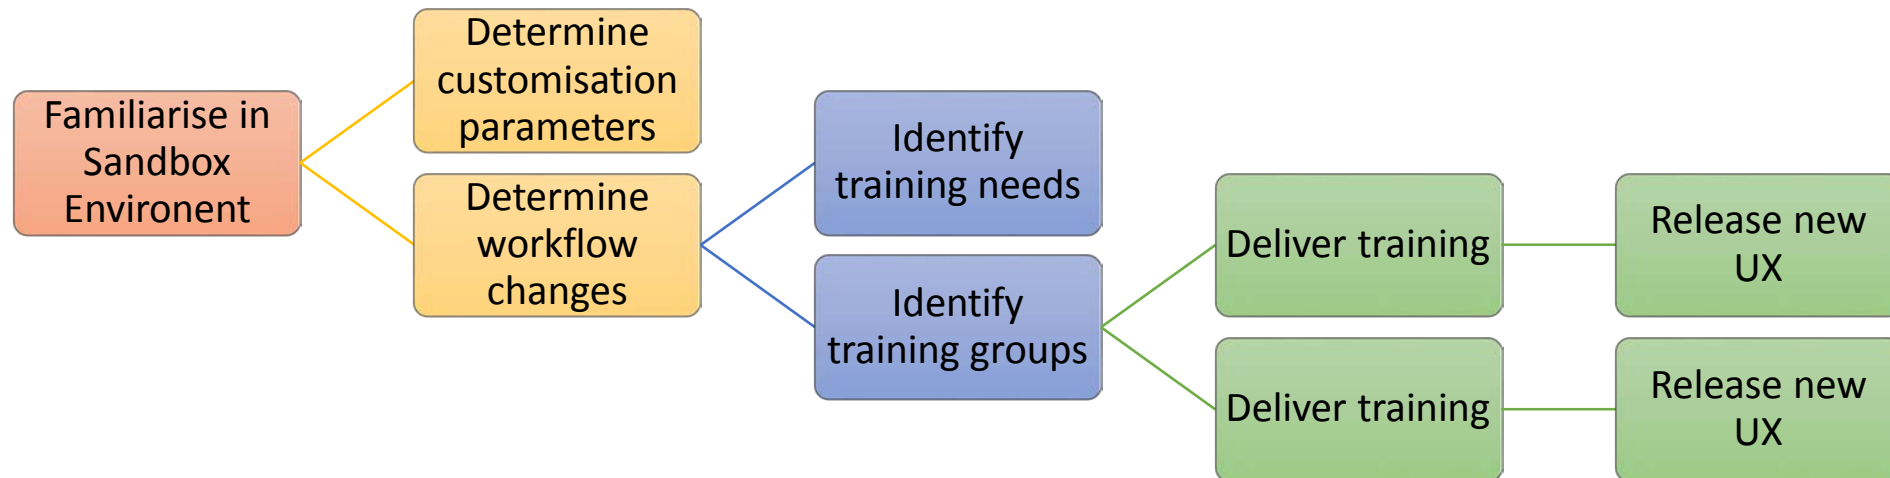 Familiarise in
Sandbox
Environent
Determine
customisation
parameters
Determine
workflow
changes
Identify
training needs
Identify
training groups
Deliver training
Release new
UX
Deliver training
Release new
UX